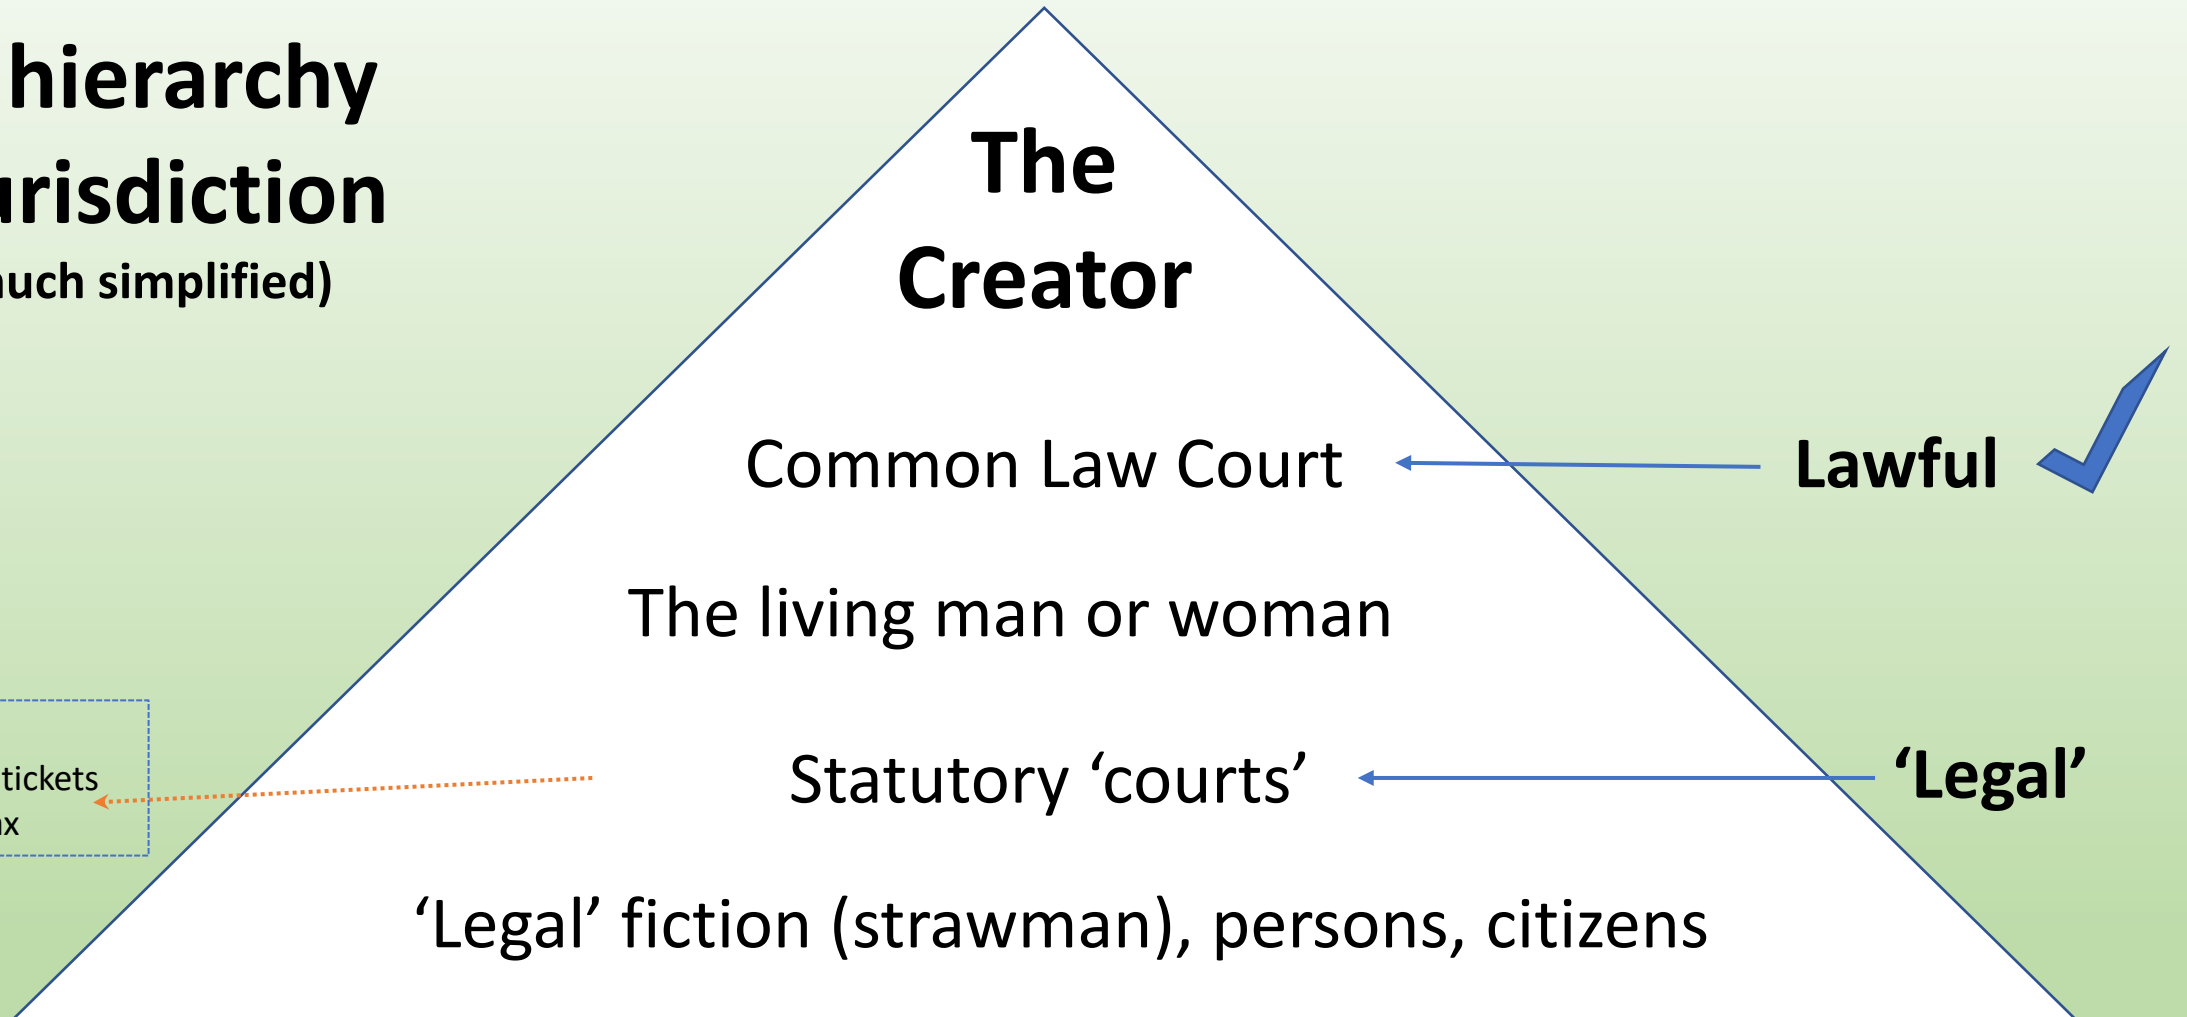 hierarchy
urisdiction
uch simplified)
The
Creator
Common Law Court
Lawful
The living man or woman
Statutory ‘courts’
‘Legal’
tickets
x
‘Legal’ fiction (strawman), persons, citizens